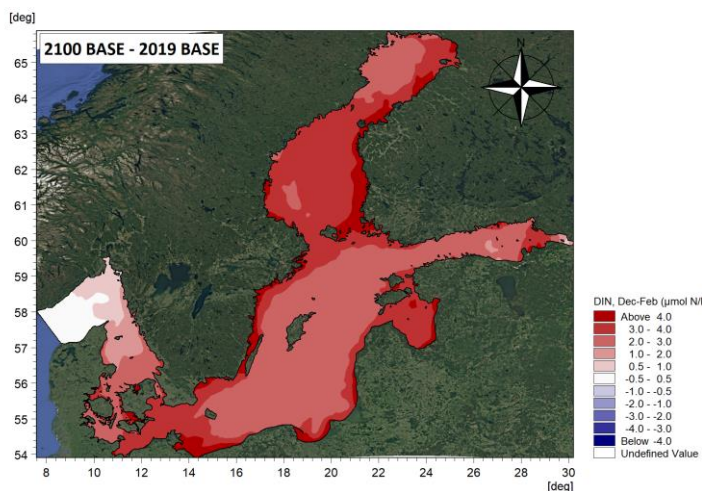 [deg]
2100 BASE - 2019 BASE
N
65
64
63
62
61
60
59
58
57
56
55
54
8 10 12 14 16 18 20 22 24 26 28 30
[deg]
DIN, Dec-Feb (µmol N/l
Above 4.0
3.0 - 4.0
2.0 - 3.0
1.0 - 2.0
0.5 - 1.0
-0.5 - 0.5
-1.0 - -0.5
-2.0 - -1.0
-3.0 - -2.0
-4.0 - -3.0
Below -4.0
Undefined Value